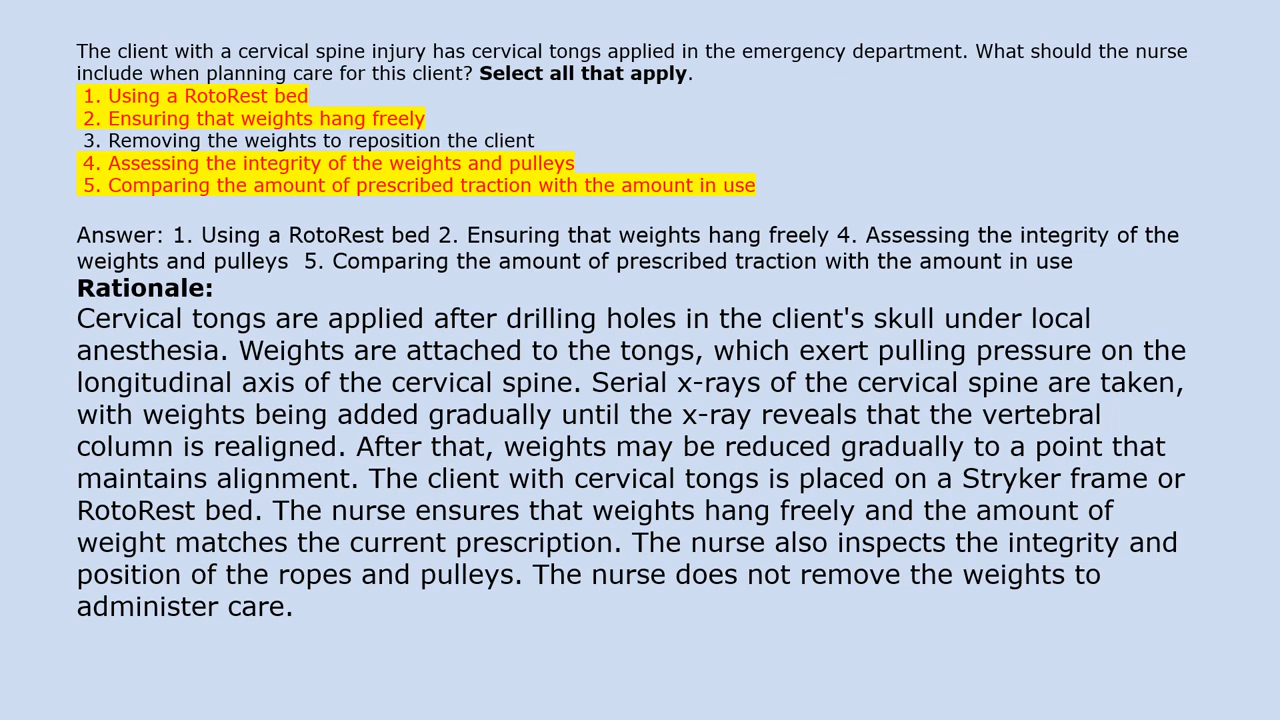 The client with a cervical spine injury has cervical tongs applied in the emergency department. What should the nurse
include when planning care for this client? Select all that apply.
1. Using a RotoRest bed
2. Ensuring that weights hang freely
3. Removing the weights to reposition the client
4. Assessing the integrity of the weights and pulleys
5. Comparing the amount of prescribed traction with the amount in use
Answer: 1. Using a RotoRest bed 2. Ensuring that weights hang freely 4. Assessing the integrity of the
weights and pulleys  5. Comparing the amount of prescribed traction with the amount in use
Rationale:
Cervical tongs are applied after drilling holes in the client's skull under local
anesthesia. Weights are attached to the tongs, which exert pulling pressure on the
longitudinal axis of the cervical spine. Serial x-rays of the cervical spine are taken,
with weights being added gradually until the x-ray reveals that the vertebral
column is realigned. After that, weights may be reduced gradually to a point that
maintains alignment. The client with cervical tongs is placed on a Stryker frame or
RotoRest bed. The nurse ensures that weights hang freely and the amount of
weight matches the current prescription. The nurse also inspects the integrity and
position of the ropes and pulleys. The nurse does not remove the weights to
administer care.